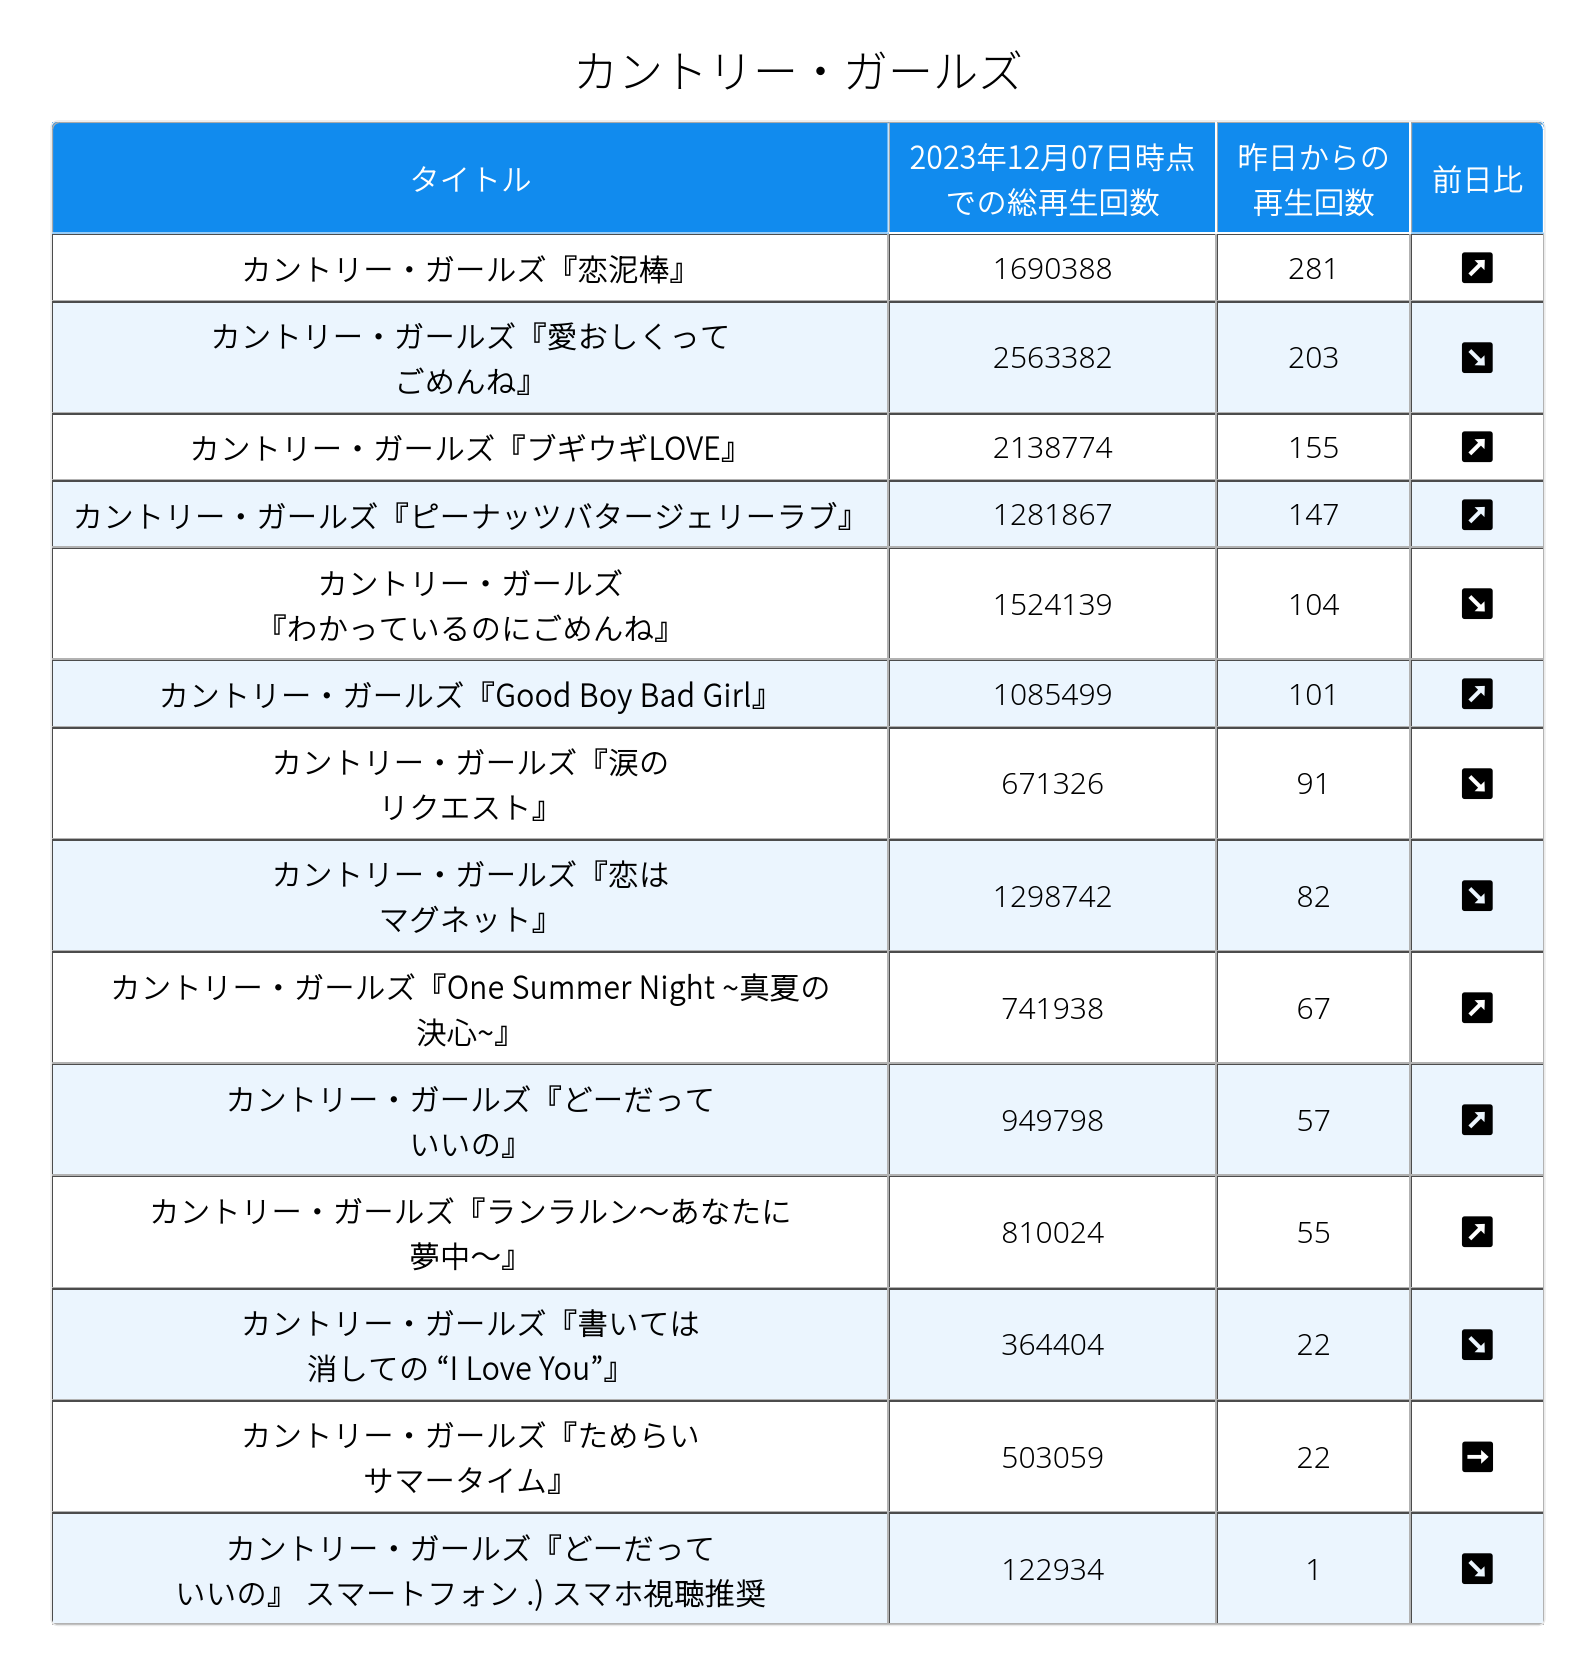 カントリー・ガールズ
タイトル
2023年12月07日時点
での総再生回数
昨日からの
再生回数
前日比
カントリー・ガールズ『恋泥棒』
1690388
281
↗
カントリー・ガールズ『愛おしくって
ごめんね』
2563382
203
↘
カントリー・ガールズ『ブギウギLOVE』
2138774
155
↗
カントリー・ガールズ『ピーナッツバタージェリーラブ』
1281867
147
↗
カントリー・ガールズ
『わかっているのにごめんね』
1524139
104
↘
カントリー・ガールズ『Good Boy Bad Girl』
1085499
101
↗
カントリー・ガールズ『涙の
リクエスト』
671326
91
↘
カントリー・ガールズ『恋は
マグネット』
1298742
82
↘
カントリー・ガールズ『One Summer Night ~真夏の
決心~』
741938
67
↗
カントリー・ガールズ『どーだって
いいの』
949798
57
↗
カントリー・ガールズ『ランラルン～あなたに
夢中～』
810024
55
↗
カントリー・ガールズ『書いては
消しての “I Love You”』
364404
22
↘
カントリー・ガールズ『ためらい
サマータイム』
503059
22
→
カントリー・ガールズ『どーだって
いいの』 スマートフォン .) スマホ視聴推奨
122934
1
↘